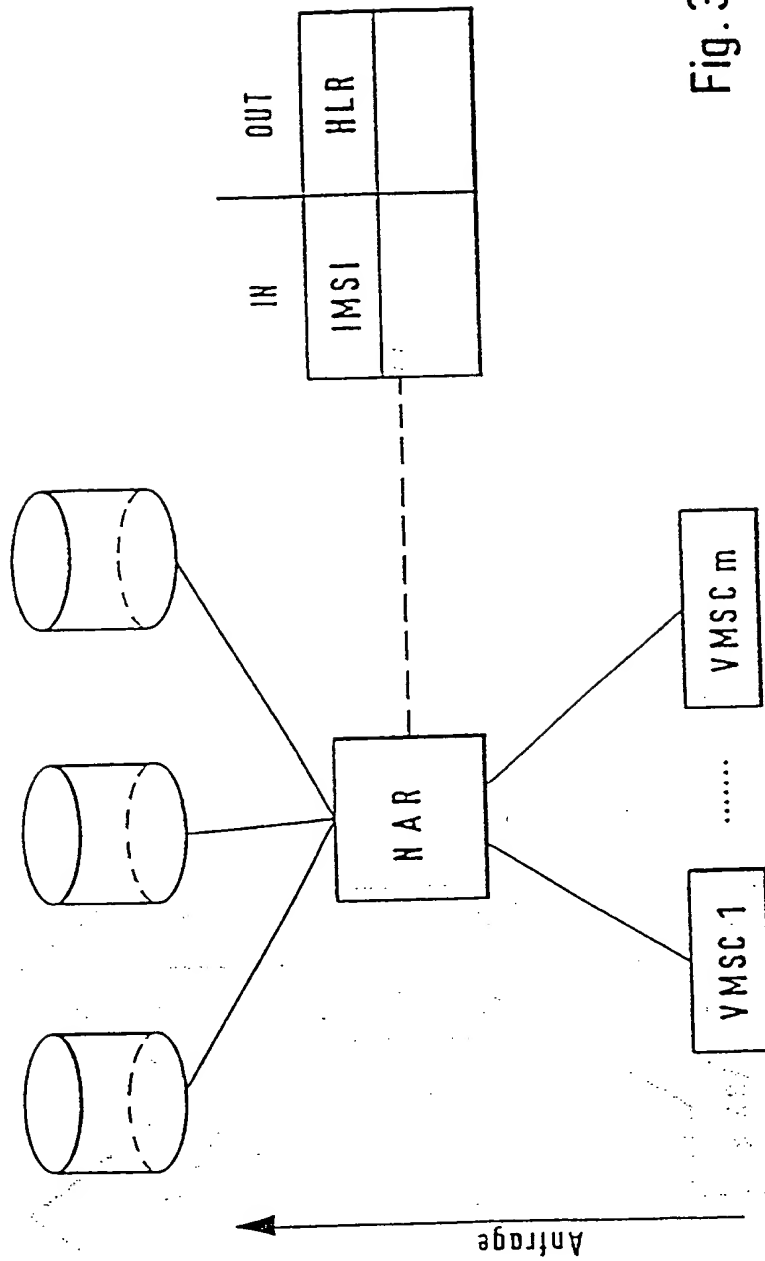 IN OUT
IMSI HLR
NAR
VMSC 1 ....... VMSC m
Anfrage
Fig. 3